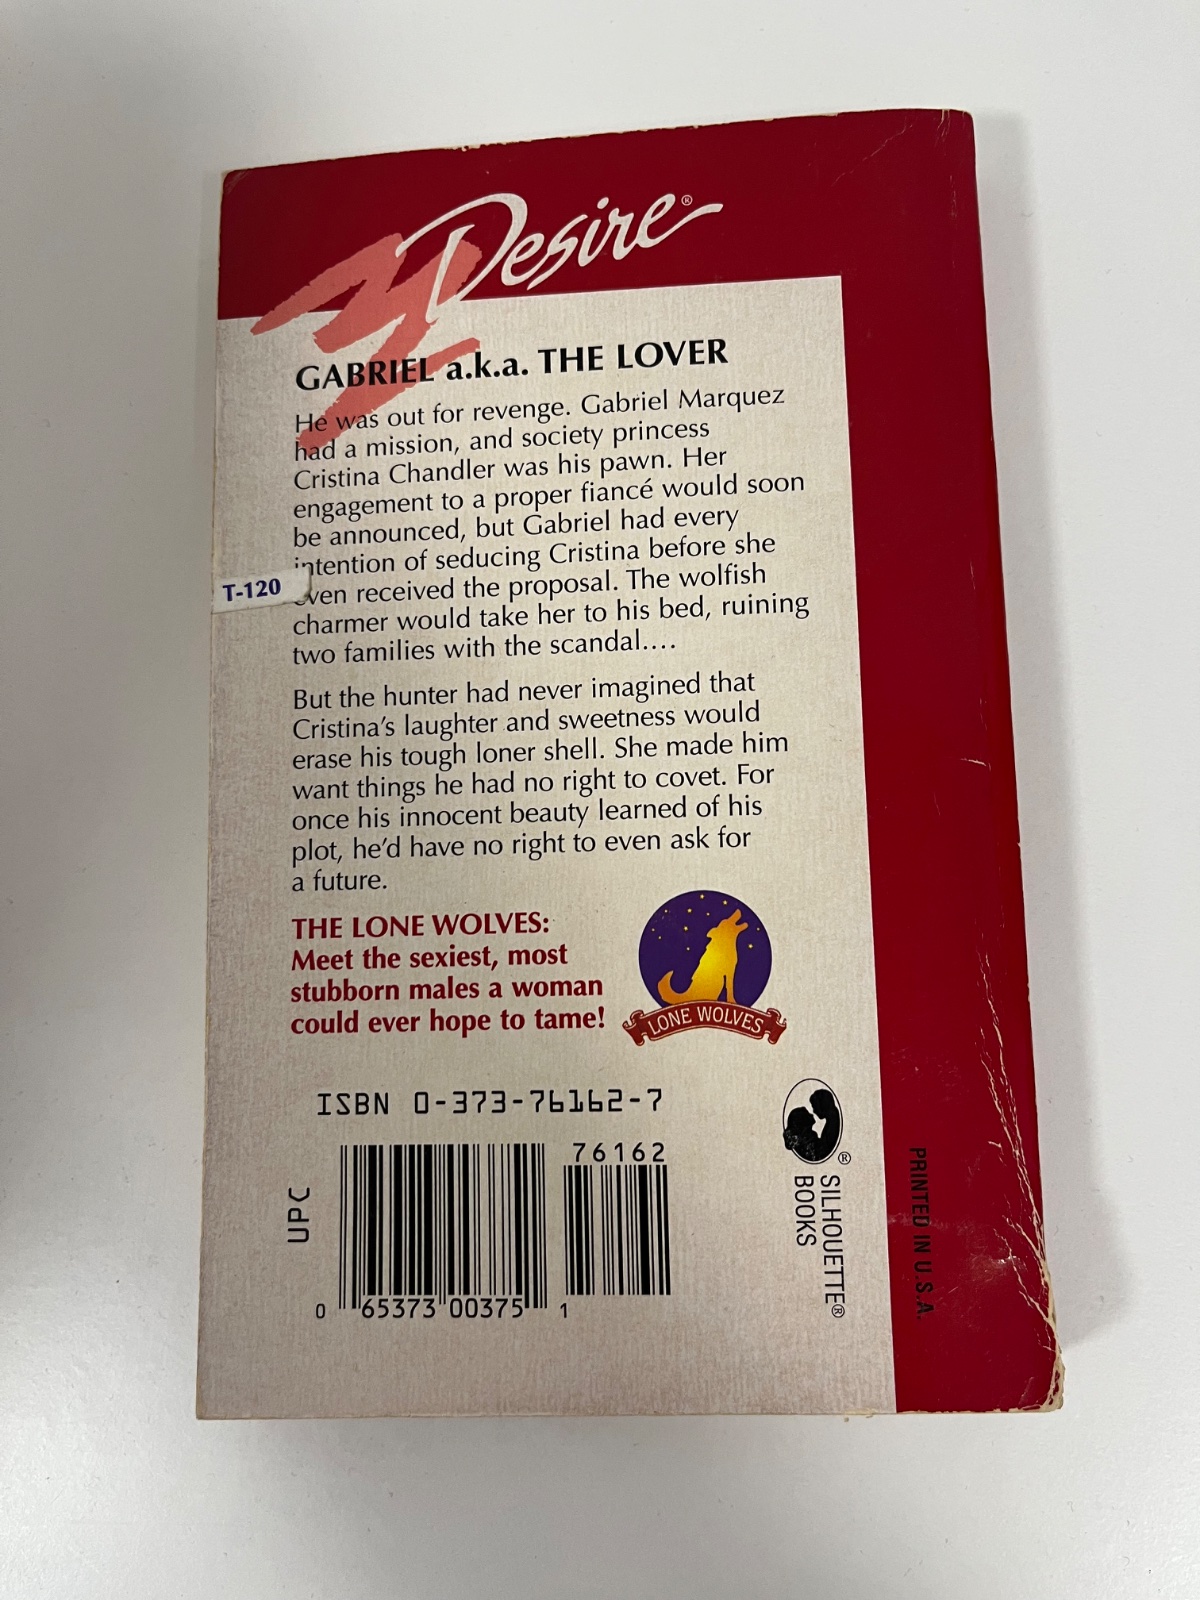 Desire®
GABRIEL a.k.a. THE LOVER
He was out for revenge. Gabriel Marquez
had a mission, and society princess
Cristina Chandler was his pawn. Her
engagement to a proper fiancé would soon
be announced, but Gabriel had every
intention of seducing Cristina before she
T-120
even received the proposal. The wolfish
charmer would take her to his bed, ruining
two families with the scandal....
But the hunter had never imagined that
Cristina's laughter and sweetness would
erase his tough loner shell. She made him
want things he had no right to covet. For
once his innocent beauty learned of his
plot, he'd have no right to even ask for
a future.
THE LONE WOLVES:
Meet the sexiest, most
stubborn males a woman
could ever hope to tame!
LONE WOLVES
ISBN 0-373-76162-7
76162
UPC
0 65373 00375 1
®
SILHOUETTE®
BOOKS
PRINTED IN U.S.A.